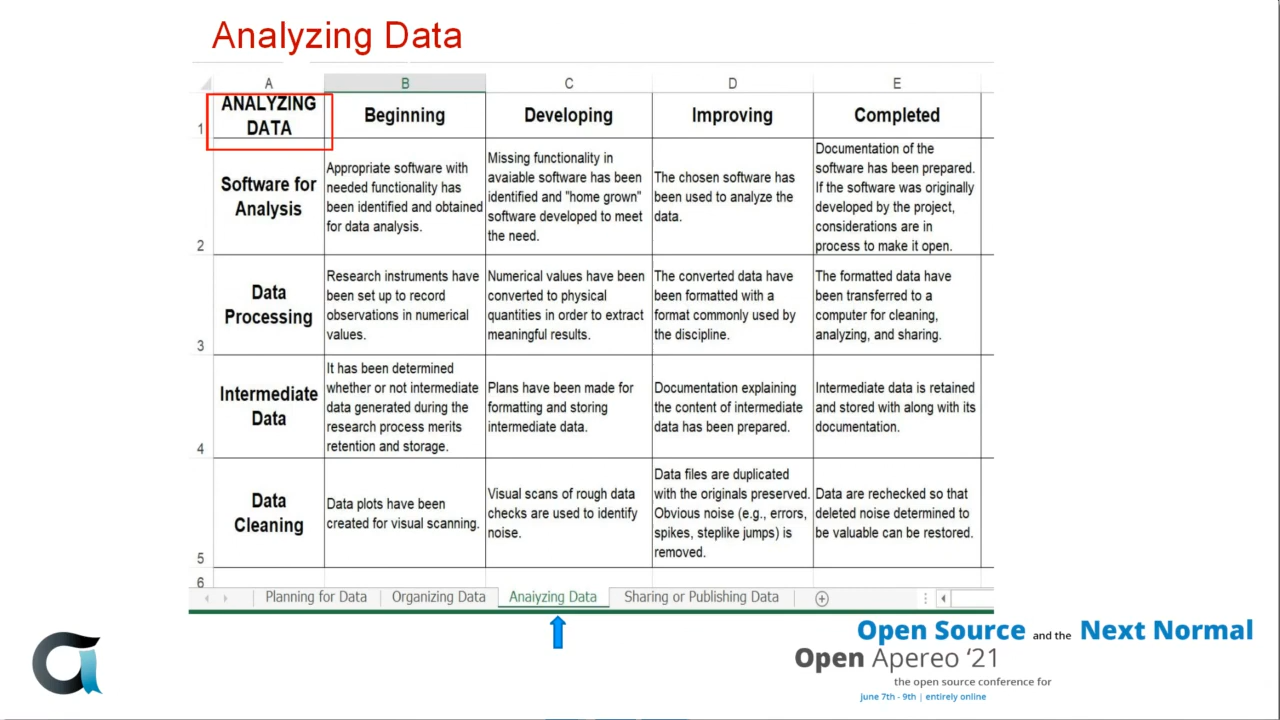 Analyzing Data
A B C D E
1 ANALYZING
DATA
Beginning
Developing
Improving
Completed
Software for
Analysis
2
Appropriate software with
needed functionality has
been identified and obtained
for data analysis.
Missing functionality in
avaiable software has been
identified and "home grown"
software developed to meet
the need.
The chosen software has
been used to analyze the
data.
Documentation of the
software has been prepared.
If the software was originally
developed by the project,
considerations are in
process to make it open.
Data
Processing
3
Research instruments have
been set up to record
observations in numerical
values.
Numerical values have been
converted to physical
quantities in order to extract
meaningful results.
The converted data have
been formatted with a
format commonly used by
the discipline.
The formatted data have
been transferred to a
computer for cleaning,
analyzing, and sharing.
Intermediate
Data
4
It has been determined
whether or not intermediate
data generated during the
research process merits
retention and storage.
Plans have been made for
formatting and storing
intermediate data.
Documentation explaining
the content of intermediate
data has been prepared.
Intermediate data is retained
and stored with along with its
documentation.
Data
Cleaning
5
Data plots have been
created for visual scanning.
Visual scans of rough data
checks are used to identify
noise.
Data files are duplicated
with the originals preserved.
Obvious noise (e.g., errors,
spikes, steplike jumps) is
removed.
Data are rechecked so that
deleted noise determined to
be valuable can be restored.
6
Planning for Data Organizing Data Analyzing Data Sharing or Publishing Data
Open Source and the Next Normal
Open Apereo ‘21
the open source conference for
June 7th - 9th | entirely online